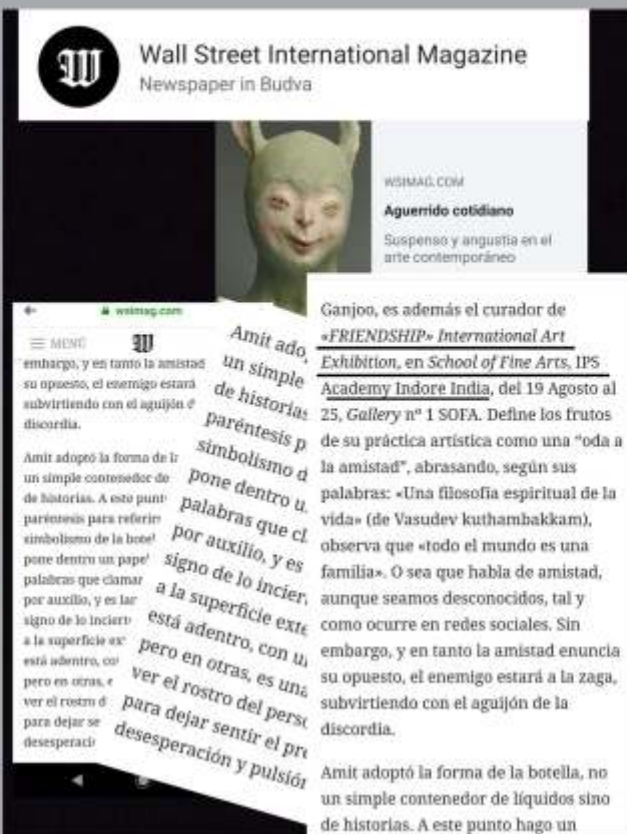 W
Wall Street International Magazine
Newspaper in Budva
WSIMAG.COM
Aguerrido cotidiano
Suspenso y angustia en el
arte contemporáneo
wsimag.com
MENÚ
W
embargo, y en tanto la amistad
su opuesto, el enemigo estará
subvirtiendo con el aguijón d
discordia.
Amit adoptó la forma de la
un simple contenedor de
de historias. A este punt
paréntesis para referir
simbolismo de la bote
pone dentro un pape
palabras que clamar
por auxilio, y es lar
signo de lo inciert
a la superficie ex
está adentro, co
pero en otras, e
ver el rostro d
para dejar se
desesperaci
Amit ado
un simple
de historias
paréntesis p
simbolismo d
pone dentro u
palabras que cl
por auxilio, y es
signo de lo incier
a la superficie exte
está adentro, con u
pero en otras, es una
ver el rostro del perso
para dejar sentir el pre
desesperación y pulsión
Ganjoo, es además el curador de
«FRIENDSHIP» International Art
Exhibition, en School of Fine Arts, IPS
Academy Indore India, del 19 Agosto al
25, Gallery nº 1 SOFA. Define los frutos
de su práctica artística como una “oda a
la amistad”, abrasando, según sus
palabras: «Una filosofía espiritual de la
vida» (de Vasudev kuthambakkam),
observa que «todo el mundo es una
familia». O sea que habla de amistad,
aunque seamos desconocidos, tal y
como ocurre en redes sociales. Sin
embargo, y en tanto la amistad enuncia
su opuesto, el enemigo estará a la zaga,
subvirtiendo con el aguijón de la
discordia.
Amit adoptó la forma de la botella, no
un simple contenedor de líquidos sino
de historias. A este punto hago un